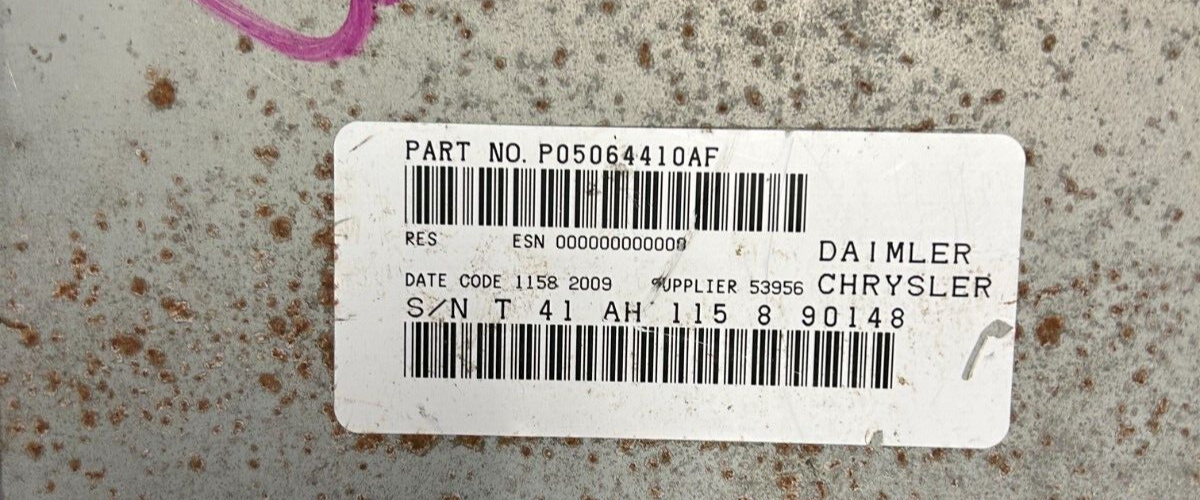 PART NO. P05064410AF
RES ESN 000000000000
DAIMLER
CHRYSLER
DATE CODE 1158 2009 SUPPLIER 53956
S/N T 41 AH 115 8 90148